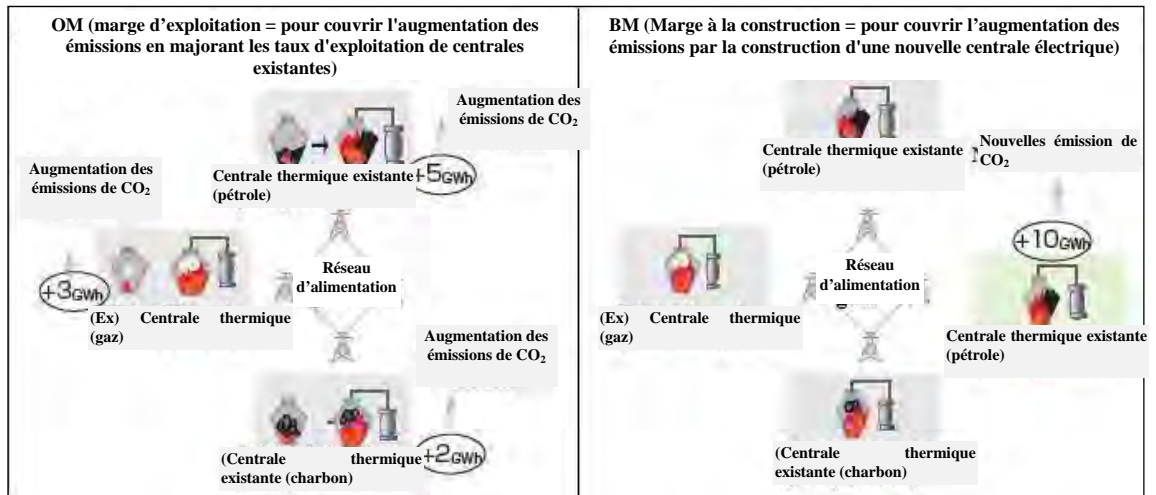 OM (marge d'exploitation = pour couvrir l'augmentation des
émissions en majorant les taux d'exploitation de centrales
existantes)
Augmentation des
émissions de CO₂
Augmentation des
émissions de CO₂
Centrale thermique existante
(pétrole)
+5GWh
+3GWh
Réseau
d'alimentation
(Ex) Centrale thermique
(gaz)
Augmentation des
émissions de CO₂
(Centrale thermique
existante (charbon)
+2GWh
BM (Marge à la construction = pour couvrir l'augmentation des
émissions par la construction d'une nouvelle centrale électrique)
Nouvelles émission de
CO₂
Centrale thermique existante
(pétrole)
+10GWh
Réseau
d'alimentation
(Ex) Centrale thermique
(gaz)
Centrale thermique existante
(pétrole)
(Centrale thermique
existante (charbon)